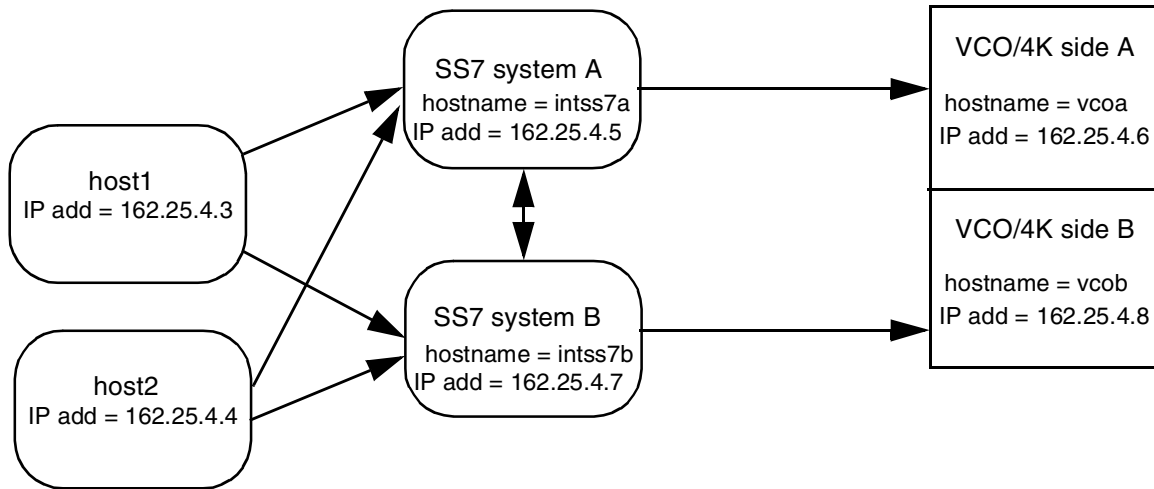 host1
IP add = 162.25.4.3
host2
IP add = 162.25.4.4
SS7 system A
hostname = intss7a
IP add = 162.25.4.5
SS7 system B
hostname = intss7b
IP add = 162.25.4.7
VCO/4K side A
hostname = vcoa
IP add = 162.25.4.6
VCO/4K side B
hostname = vcob
IP add = 162.25.4.8